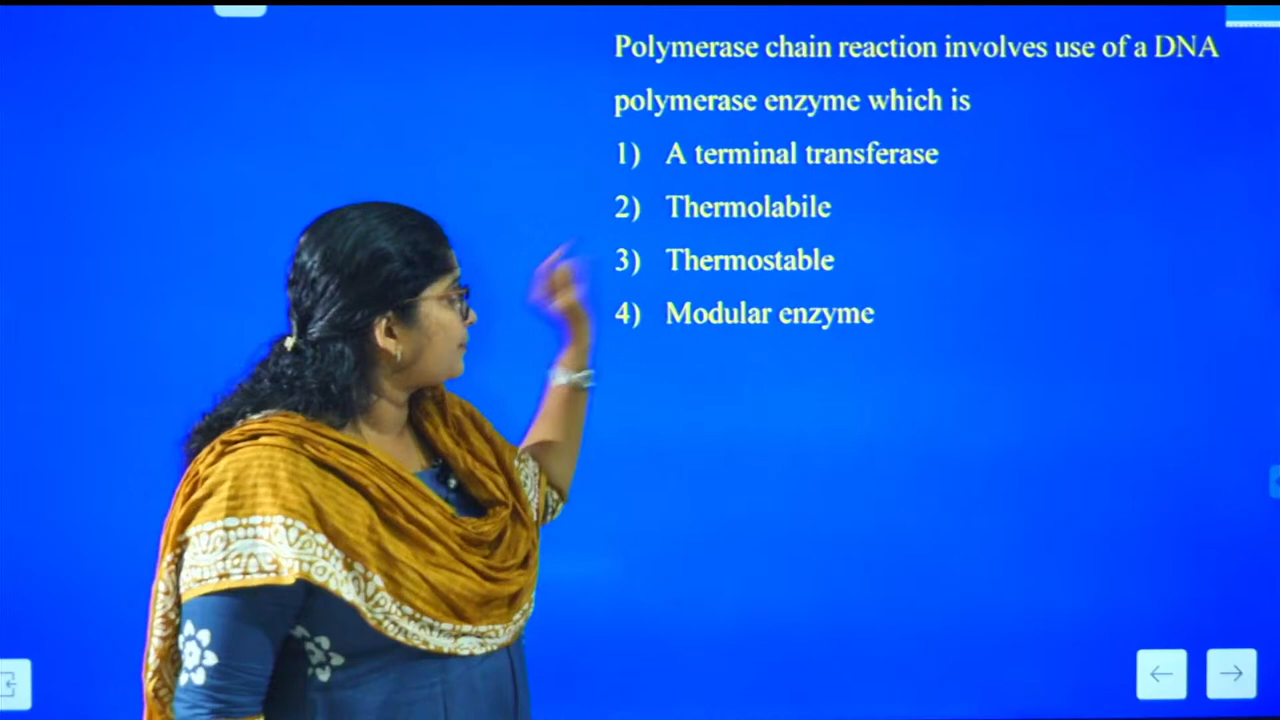 Polymerase chain reaction involves use of a DNA
polymerase enzyme which is
1) A terminal transferase
2) Thermolabile
3) Thermostable
4) Modular enzyme